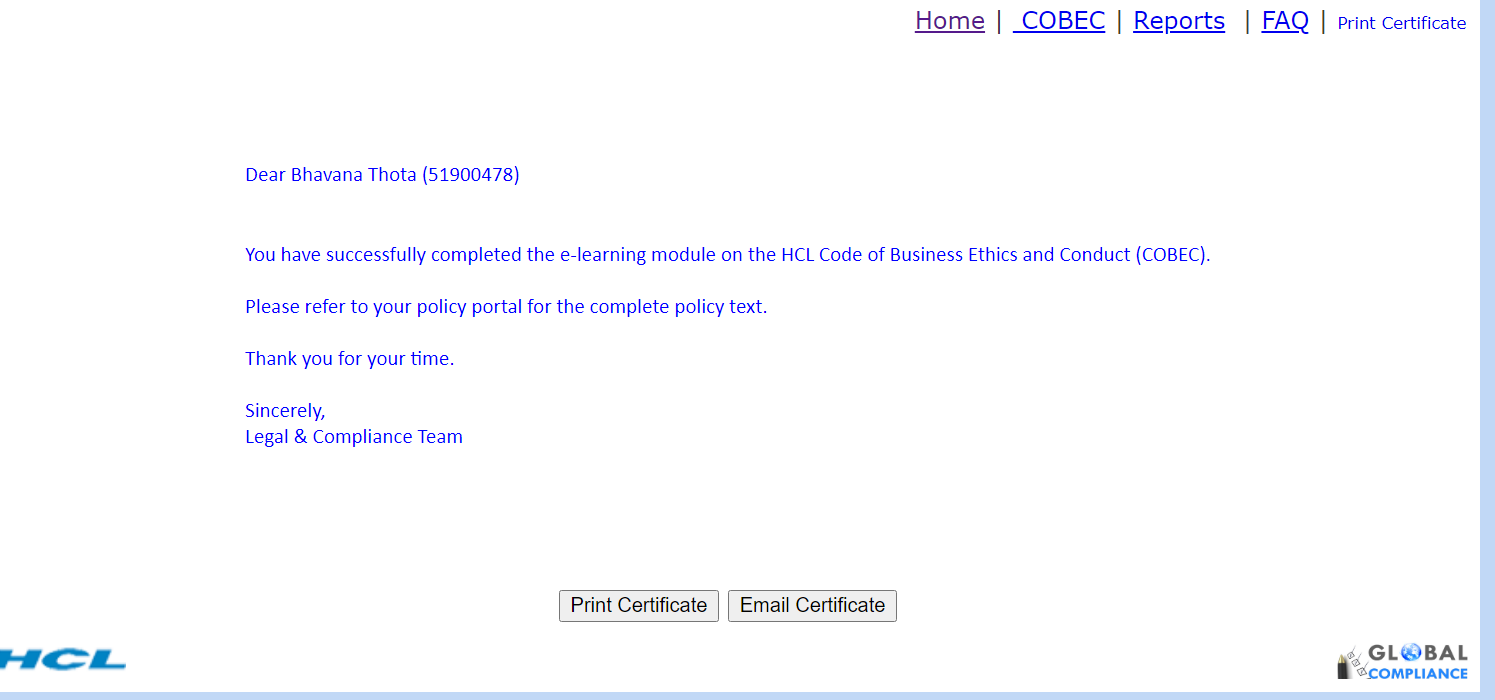 Home | COBEC | Reports | FAQ | Print Certificate
Dear Bhavana Thota (51900478)
You have successfully completed the e-learning module on the HCL Code of Business Ethics and Conduct (COBEC).
Please refer to your policy portal for the complete policy text.
Thank you for your time.
Sincerely,
Legal & Compliance Team
Print Certificate Email Certificate
HCL
GLOBAL
COMPLIANCE